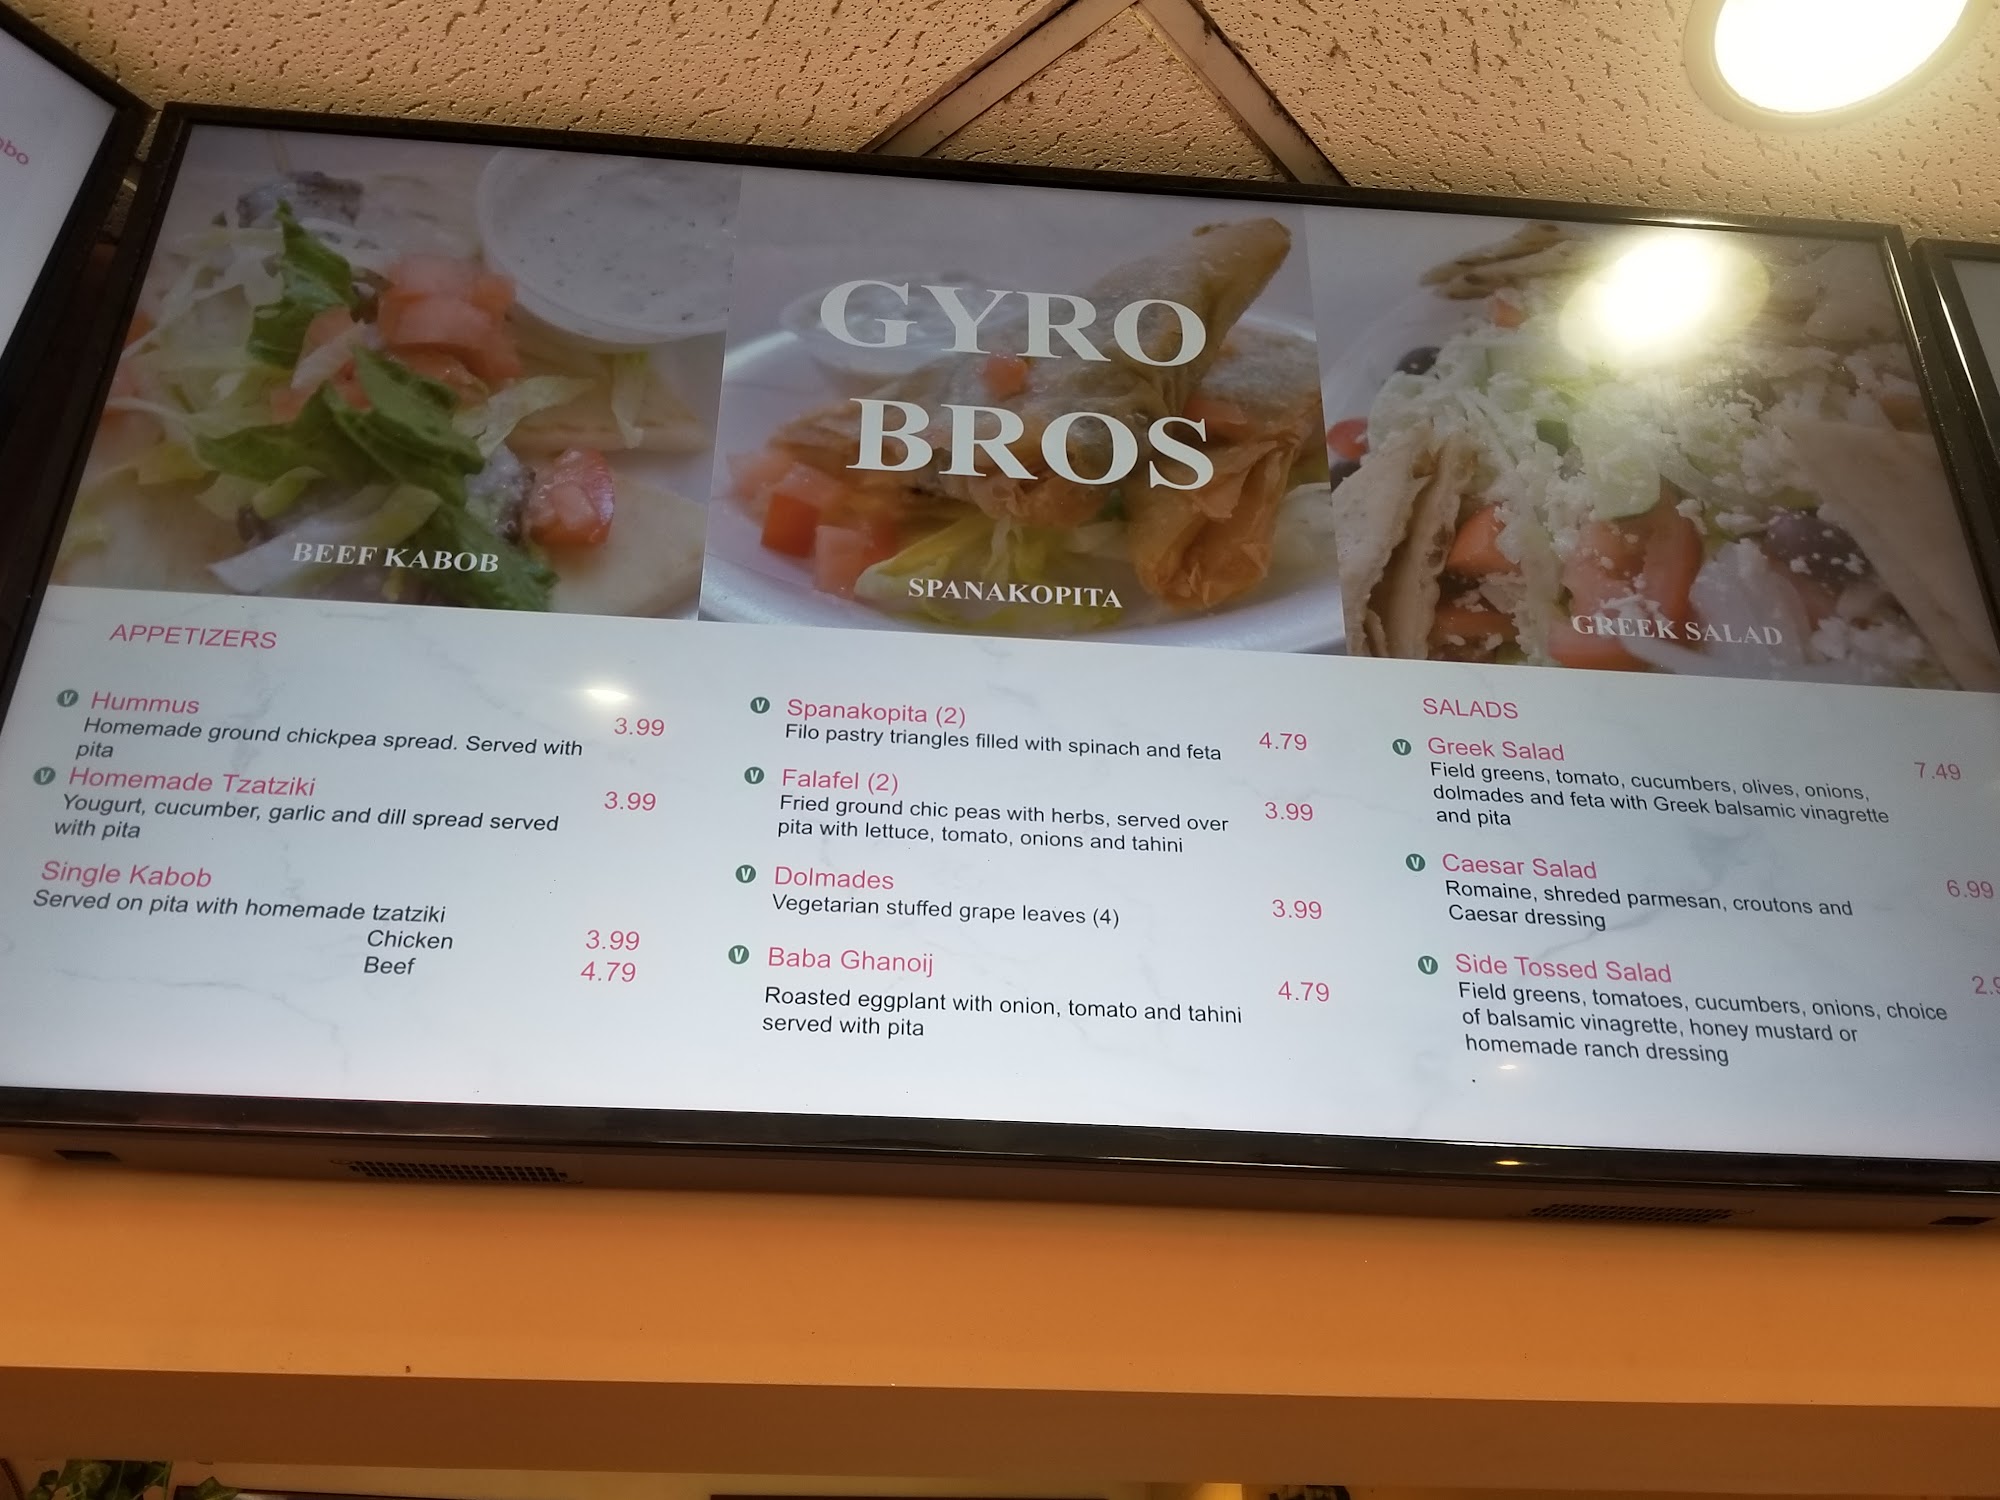 GYRO
BROS
BEEF KABOB
SPANAKOPITA
GREEK SALAD
APPETIZERS
V Hummus
3.99
Homemade ground chickpea spread. Served with
pita
V Homemade Tzatziki
3.99
Yougurt, cucumber, garlic and dill spread served
with pita
Single Kabob
Served on pita with homemade tzatziki
Chicken 3.99
Beef 4.79
V Spanakopita (2)
4.79
Filo pastry triangles filled with spinach and feta
V Falafel (2)
3.99
Fried ground chic peas with herbs, served over
pita with lettuce, tomato, onions and tahini
V Dolmades
3.99
Vegetarian stuffed grape leaves (4)
V Baba Ghanoij
4.79
Roasted eggplant with onion, tomato and tahini
served with pita
SALADS
V Greek Salad
7.49
Field greens, tomato, cucumbers, olives, onions,
dolmades and feta with Greek balsamic vinagrette
and pita
V Caesar Salad
6.99
Romaine, shreded parmesan, croutons and
Caesar dressing
V Side Tossed Salad
Field greens, tomatoes, cucumbers, onions, choice
of balsamic vinagrette, honey mustard or
homemade ranch dressing